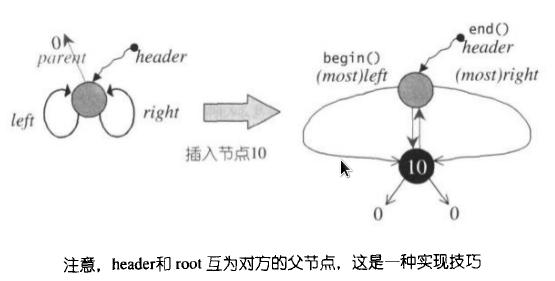 0
parent
header
left
right
插入节点10
end()
header
begin()
(most)left
(most)right
10
0
0
注意，header和 root 互为对方的父节点，这是一种实现技巧